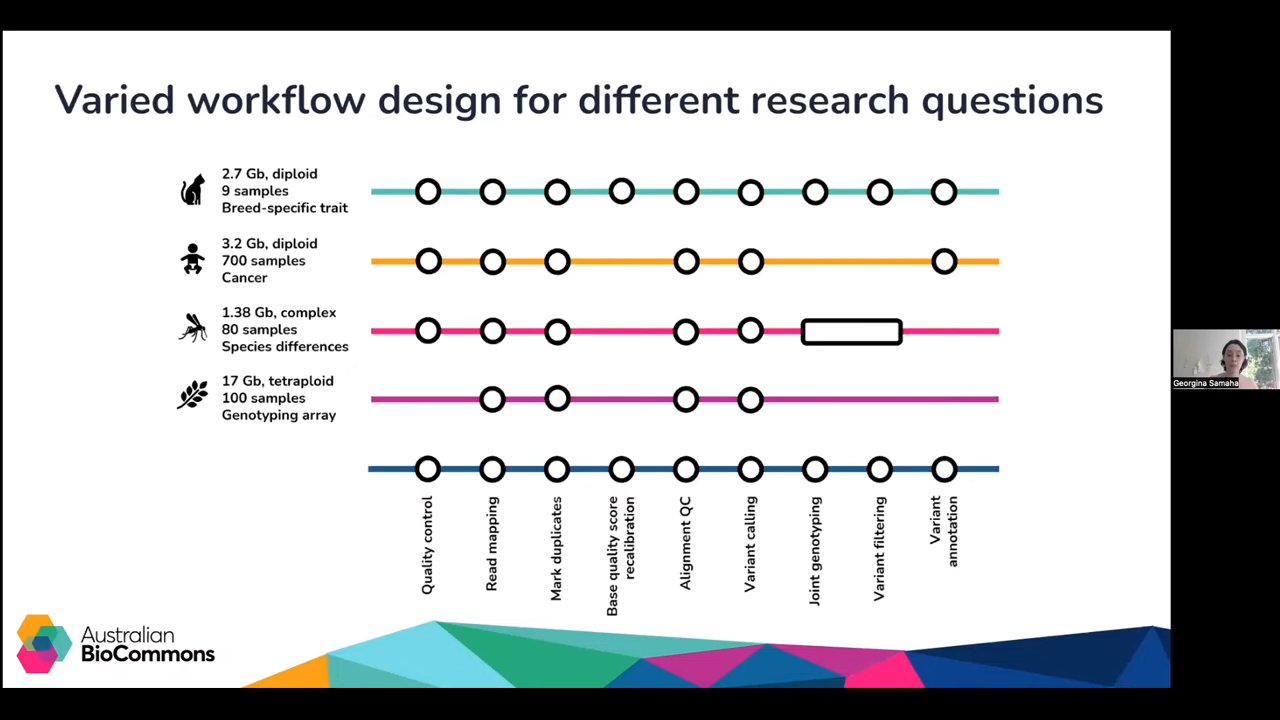 Varied workflow design for different research questions
2.7 Gb, diploid
9 samples
Breed-specific trait
3.2 Gb, diploid
700 samples
Cancer
1.38 Gb, complex
80 samples
Species differences
17 Gb, tetraploid
100 samples
Genotyping array
Quality control
Read mapping
Mark duplicates
Base quality score
recalibration
Alignment QC
Variant calling
Joint genotyping
Variant filtering
Variant
annotation
Australian
BioCommons
Georgina Samaha